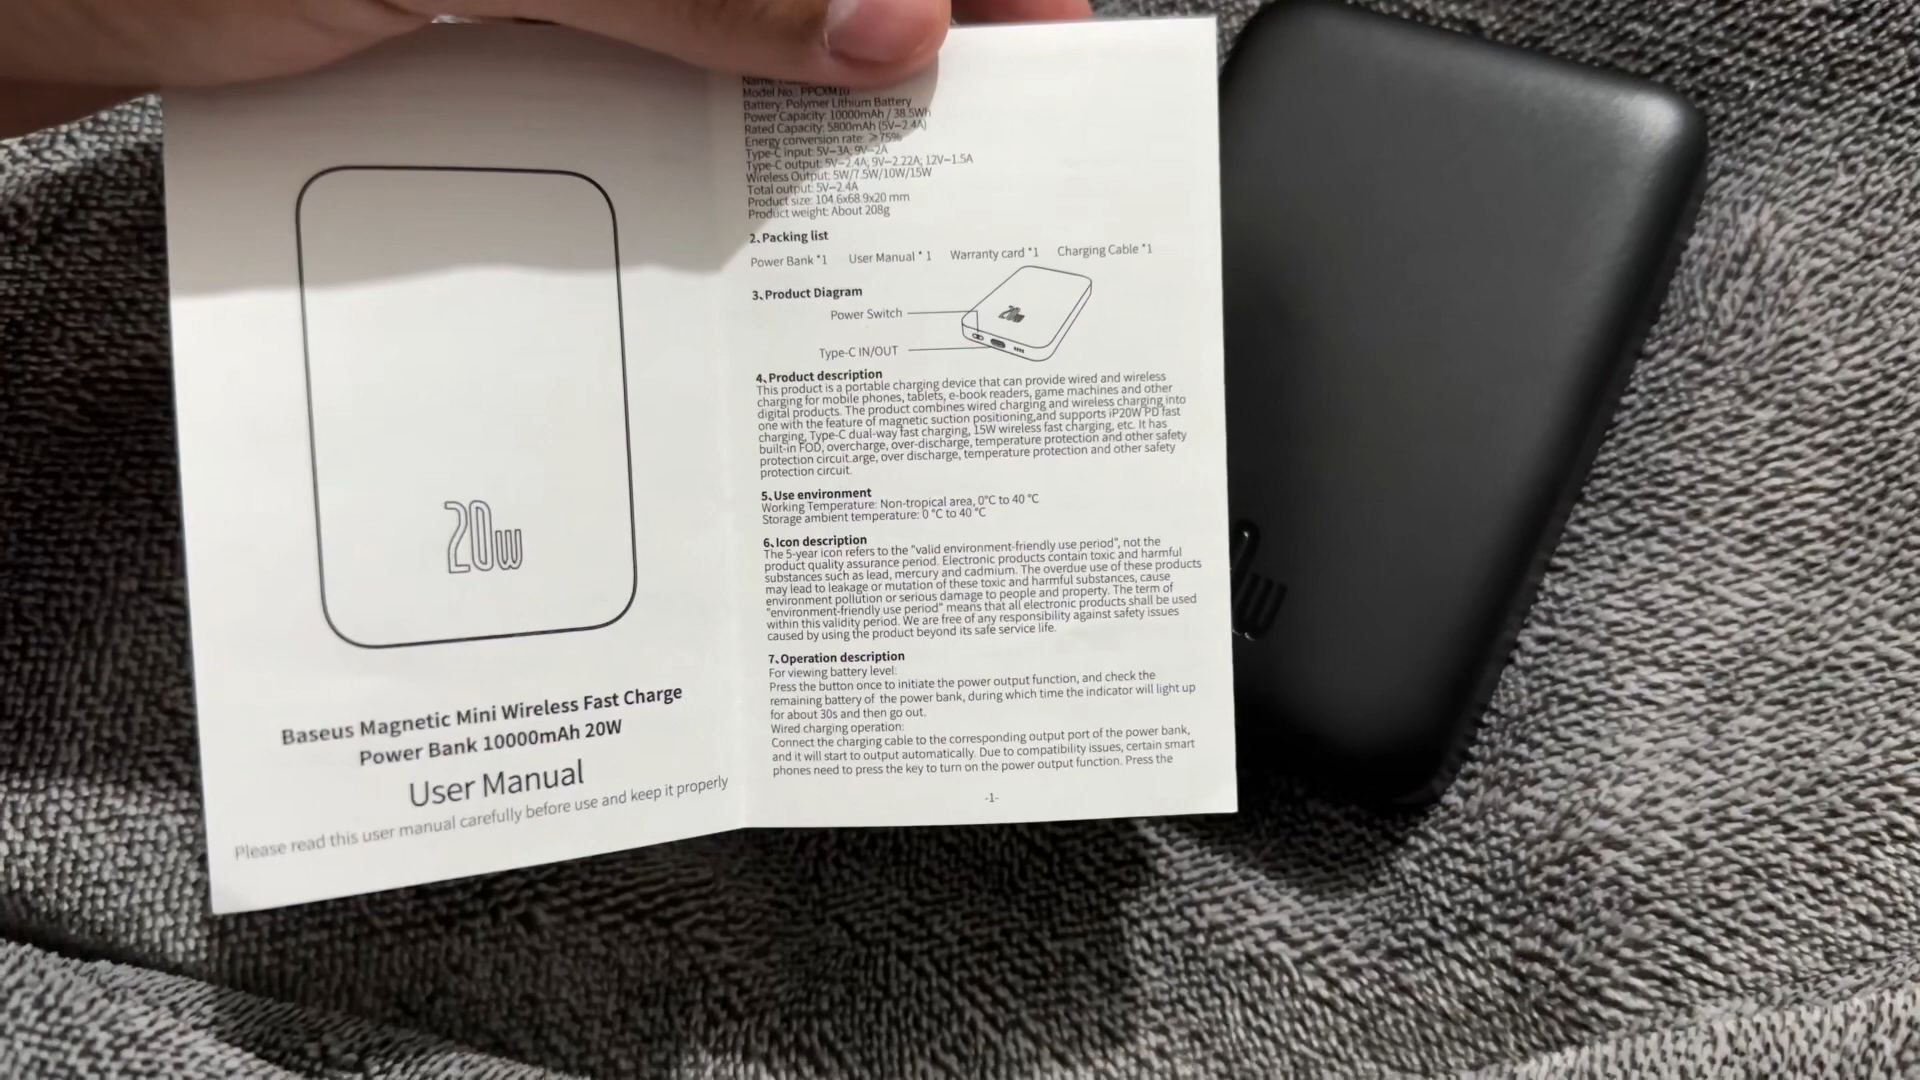 20w
Baseus Magnetic Mini Wireless Fast Charge
Power Bank 10000mAh 20W
User Manual
Please read this user manual carefully before use and keep it properly
Name
Model No.: PPCXM10
Battery: Polymer Lithium Battery
Power Capacity: 10000mAh / 38.5Wh
Rated Capacity: 5800mAh (5V⎓2.4A)
Energy conversion rate: ≥75%
Type-C input: 5V⎓3A; 9V⎓2A
Type-C output: 5V⎓2.4A; 9V⎓2.22A; 12V⎓1.5A
Wireless Output: 5W/7.5W/10W/15W
Total output: 5V⎓2.4A
Product size: 104.6x68.9x20 mm
Product weight: About 208g
2、Packing list
Power Bank *1 User Manual * 1 Warranty card *1 Charging Cable *1
3、Product Diagram
Power Switch
20w
Type-C IN/OUT
4、Product description
This product is a portable charging device that can provide wired and wireless
charging for mobile phones, tablets, e-book readers, game machines and other
digital products. The product combines wired charging and wireless charging into
one with the feature of magnetic suction positioning,and supports iP20W PD fast
charging, Type-C dual-way fast charging, 15W wireless fast charging, etc. It has
built-in FOD, overcharge, over-discharge, temperature protection and other safety
protection circuit.arge, over discharge, temperature protection and other safety
protection circuit.
5、Use environment
Working Temperature: Non-tropical area, 0°C to 40 °C
Storage ambient temperature: 0 °C to 40 °C
6、Icon description
The 5-year icon refers to the "valid environment-friendly use period", not the
product quality assurance period. Electronic products contain toxic and harmful
substances such as lead, mercury and cadmium. The overdue use of these products
may lead to leakage or mutation of these toxic and harmful substances, cause
environment pollution or serious damage to people and property. The term of
"environment-friendly use period" means that all electronic products shall be used
within this validity period. We are free of any responsibility against safety issues
caused by using the product beyond its safe service life.
7、Operation description
For viewing battery level:
Press the button once to initiate the power output function, and check the
remaining battery of the power bank, during which time the indicator will light up
for about 30s and then go out.
Wired charging operation:
Connect the charging cable to the corresponding output port of the power bank,
and it will start to output automatically. Due to compatibility issues, certain smart
phones need to press the key to turn on the power output function. Press the
-1-
0w